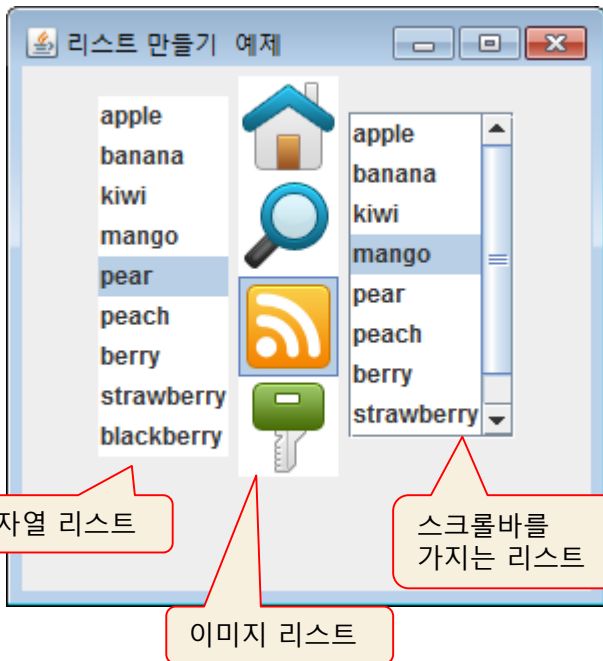 리스트 만들기 예제
apple
banana
kiwi
mango
pear
peach
berry
strawberry
blackberry
apple
banana
kiwi
mango
pear
peach
berry
strawberry
자열 리스트
이미지 리스트
스크롤바를
가지는 리스트